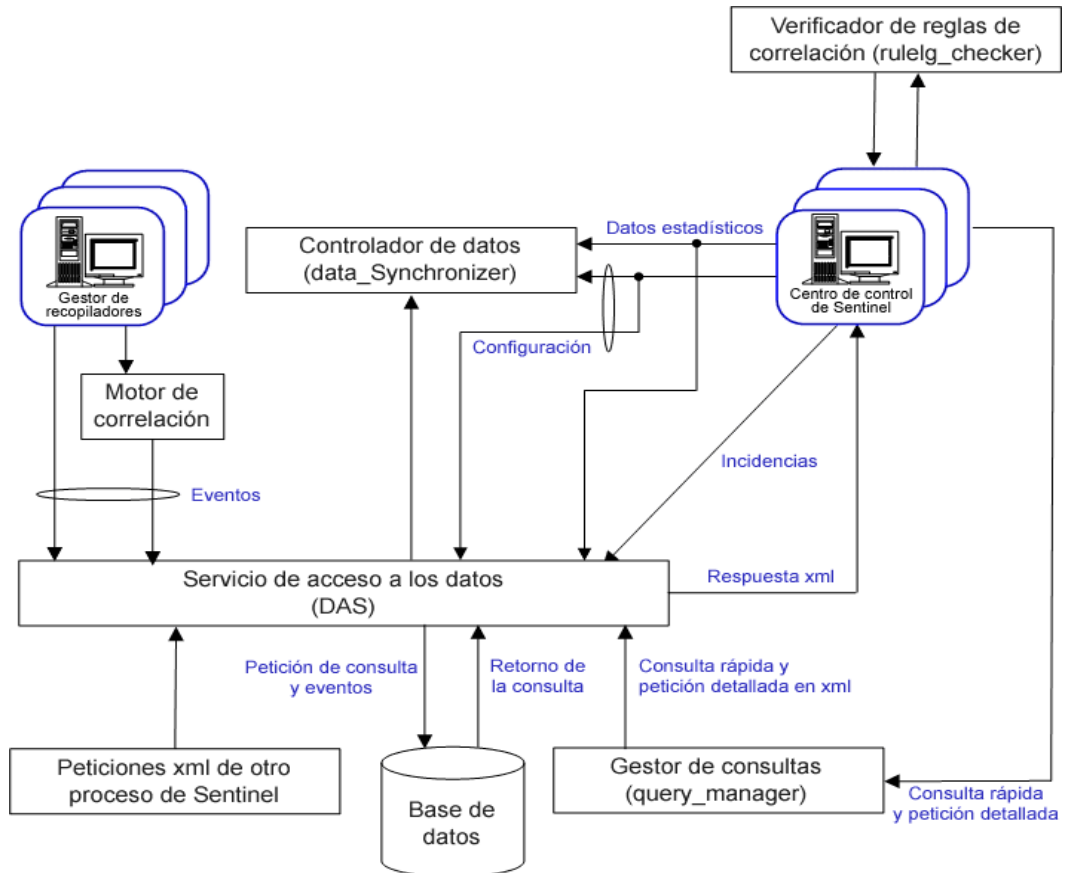 Verificador de reglas de
correlación (rulelg_checker)
Datos estadísticos
Controlador de datos
(data_Synchronizer)
Gestor de
recopiladores
Centro de control
de Sentinel
Configuración
Motor de
correlación
Incidencias
Eventos
Servicio de acceso a los datos
(DAS)
Respuesta xml
Petición de consulta
y eventos
Retorno de
la consulta
Consulta rápida y
petición detallada en xml
Peticiones xml de otro
proceso de Sentinel
Base de
datos
Gestor de consultas
(query_manager)
Consulta rápida
y petición detallada